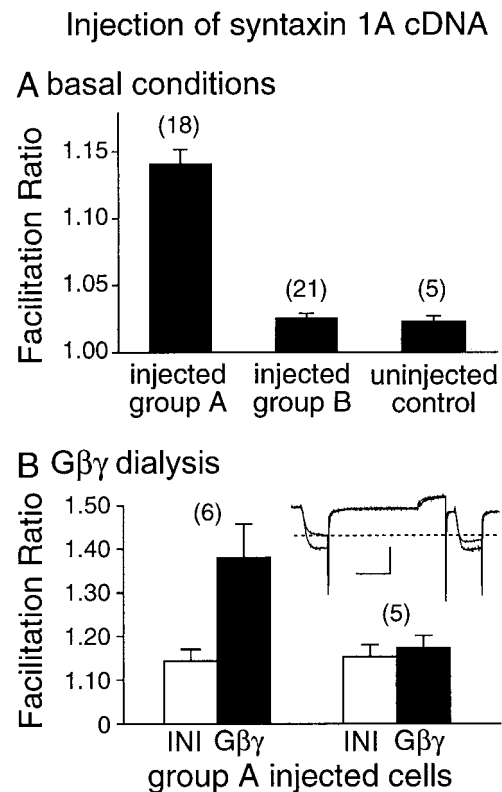 Injection of syntaxin 1A cDNA
A basal conditions
Facilitation Ratio
1.15
1.10
1.05
1.00
(18)
(21)
(5)
injected group A
injected group B
uninjected control
B Gβγ dialysis
Facilitation Ratio
1.50
1.40
1.30
1.20
1.10
0
(6)
(5)
INI Gβγ
INI Gβγ
group A injected cells